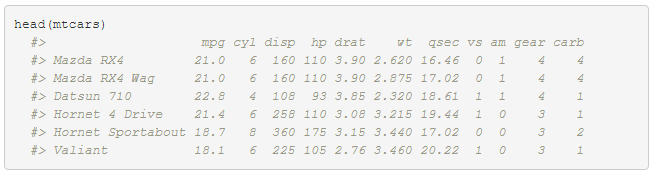 head(mtcars)
#>                    mpg cyl disp  hp drat    wt  qsec vs am gear carb
#> Mazda RX4         21.0   6  160 110 3.90 2.620 16.46  0  1    4    4
#> Mazda RX4 Wag     21.0   6  160 110 3.90 2.875 17.02  0  1    4    4
#> Datsun 710        22.8   4  108  93 3.85 2.320 18.61  1  1    4    1
#> Hornet 4 Drive    21.4   6  258 110 3.08 3.215 19.44  1  0    3    1
#> Hornet Sportabout 18.7   8  360 175 3.15 3.440 17.02  0  0    3    2
#> Valiant           18.1   6  225 105 2.76 3.460 20.22  1  0    3    1